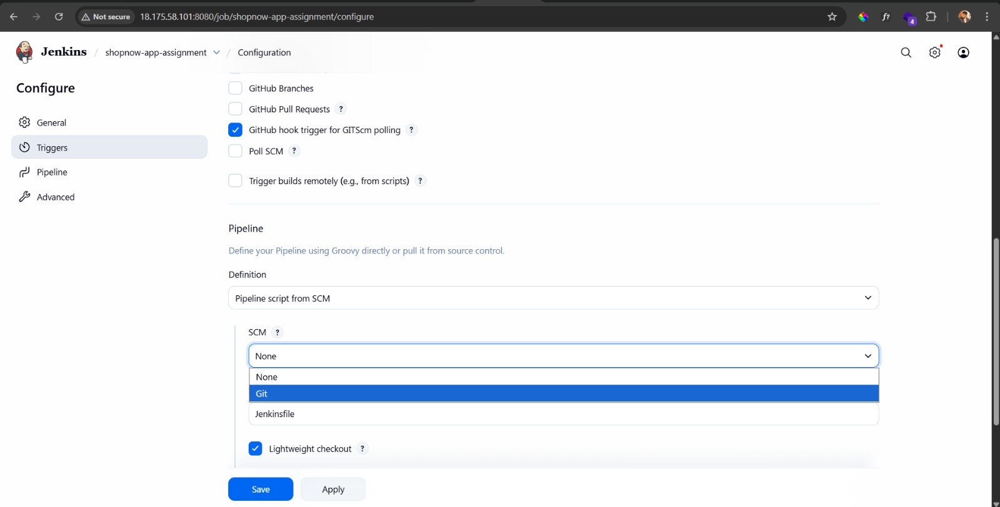 Not secure 18.175.58.101:8080/job/shopnow-app-assignment/configure
4
Jenkins / shopnow-app-assignment / Configuration
Configure
General
Triggers
Pipeline
Advanced
GitHub Branches
GitHub Pull Requests ?
GitHub hook trigger for GITScm polling ?
Poll SCM ?
Trigger builds remotely (e.g., from scripts) ?
Pipeline
Define your Pipeline using Groovy directly or pull it from source control.
Definition
Pipeline script from SCM
SCM ?
None
None
Git
Jenkinsfile
Lightweight checkout ?
Save Apply